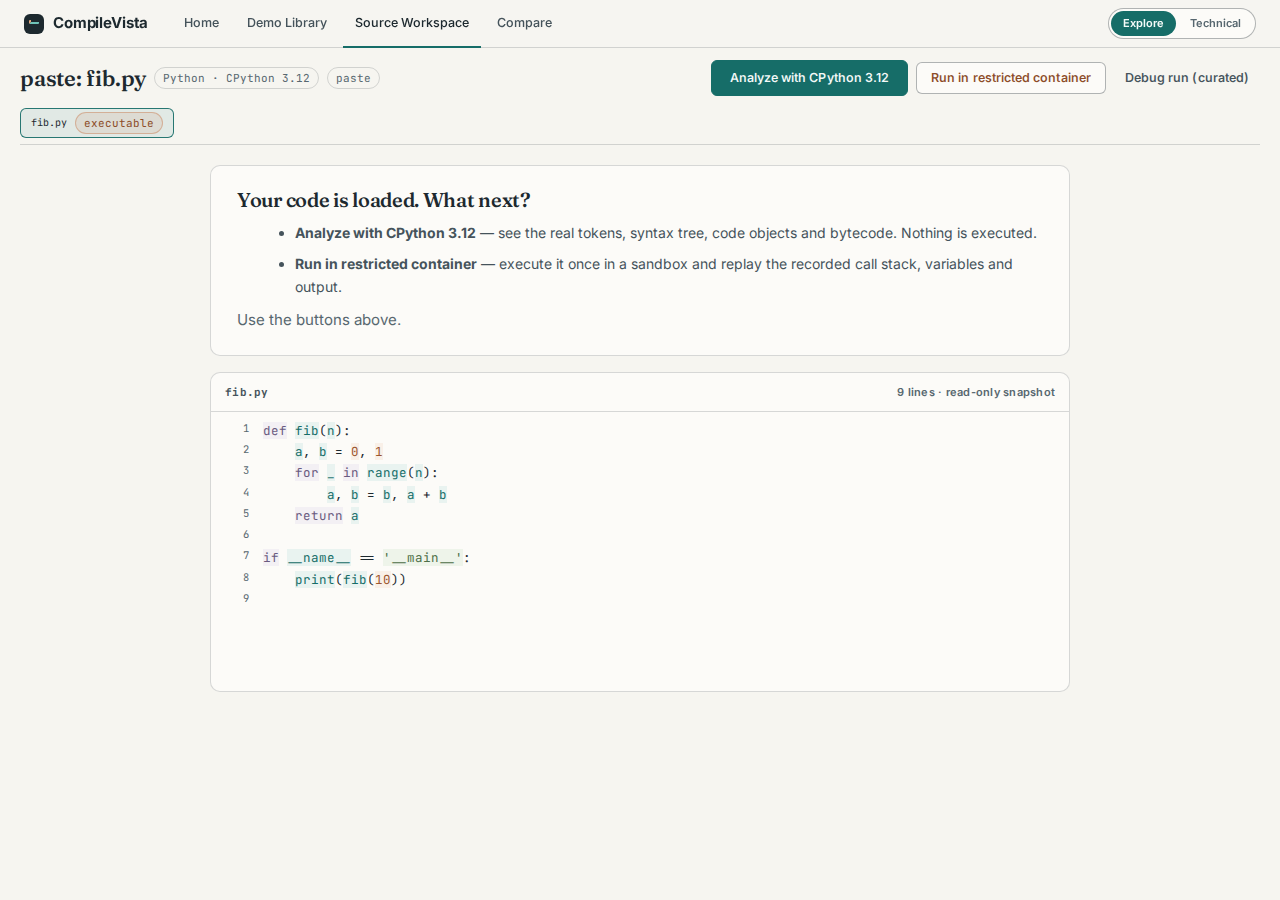 CompileVista Home Demo Library Source Workspace Compare Explore Technical
paste: fib.py Python · CPython 3.12 paste Analyze with CPython 3.12 Run in restricted container Debug run (curated)
fib.py executable
Your code is loaded. What next?
• Analyze with CPython 3.12 — see the real tokens, syntax tree, code objects and bytecode. Nothing is executed.
• Run in restricted container — execute it once in a sandbox and replay the recorded call stack, variables and
output.
Use the buttons above.
fib.py 9 lines · read-only snapshot
1 def fib(n):
2     a, b = 0, 1
3     for _ in range(n):
4         a, b = b, a + b
5     return a
6
7 if __name__ == '__main__':
8     print(fib(10))
9